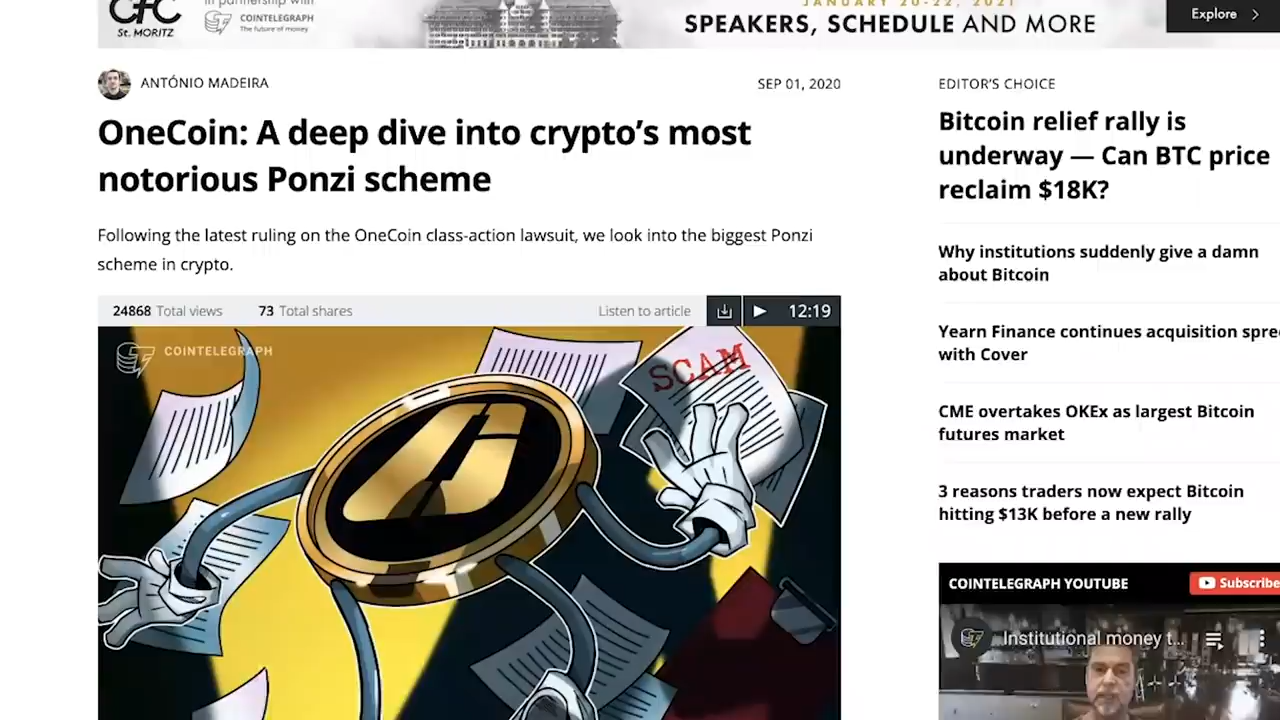 CFC
St. MORITZ
in partnership with
COINTELEGRAPH
The future of money
JANUARY 20-22, 2021
SPEAKERS, SCHEDULE AND MORE
Explore
ANTÓNIO MADEIRA
SEP 01, 2020
OneCoin: A deep dive into crypto’s most
notorious Ponzi scheme
Following the latest ruling on the OneCoin class-action lawsuit, we look into the biggest Ponzi
scheme in crypto.
24868 Total views
73 Total shares
Listen to article
12:19
COINTELEGRAPH
SCAM
EDITOR’S CHOICE
Bitcoin relief rally is
underway — Can BTC price
reclaim $18K?
Why institutions suddenly give a damn
about Bitcoin
Yearn Finance continues acquisition spre
with Cover
CME overtakes OKEx as largest Bitcoin
futures market
3 reasons traders now expect Bitcoin
hitting $13K before a new rally
COINTELEGRAPH YOUTUBE
Subscribe
Institutional money t...